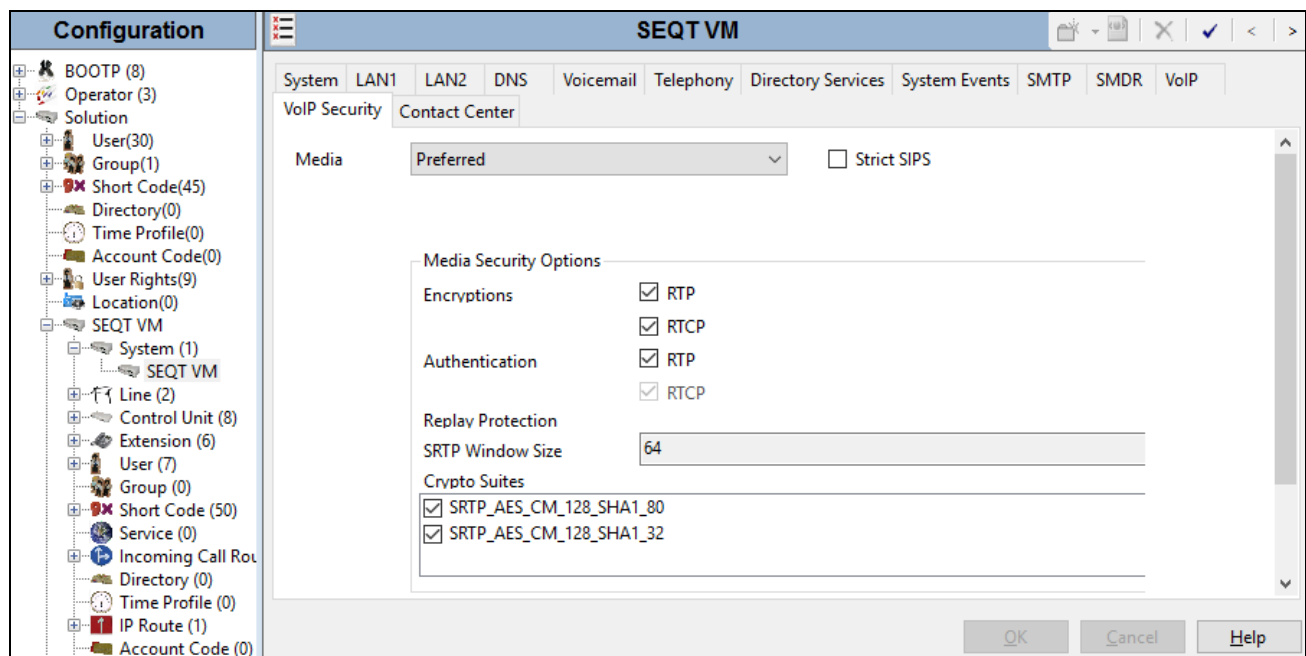 Configuration
BOOTP (8)
Operator (3)
Solution
User(30)
Group(1)
Short Code(45)
Directory(0)
Time Profile(0)
Account Code(0)
User Rights(9)
Location(0)
SEQT VM
System (1)
SEQT VM
Line (2)
Control Unit (8)
Extension (6)
User (7)
Group (0)
Short Code (50)
Service (0)
Incoming Call Rou
Directory (0)
Time Profile (0)
IP Route (1)
Account Code (0)
SEQT VM
System LAN1 LAN2 DNS Voicemail Telephony Directory Services System Events SMTP SMDR VoIP
VoIP Security Contact Center
Media Preferred Strict SIPS
Media Security Options
Encryptions RTP
RTCP
Authentication RTP
RTCP
Replay Protection
SRTP Window Size 64
Crypto Suites
SRTP_AES_CM_128_SHA1_80
SRTP_AES_CM_128_SHA1_32
OK Cancel Help